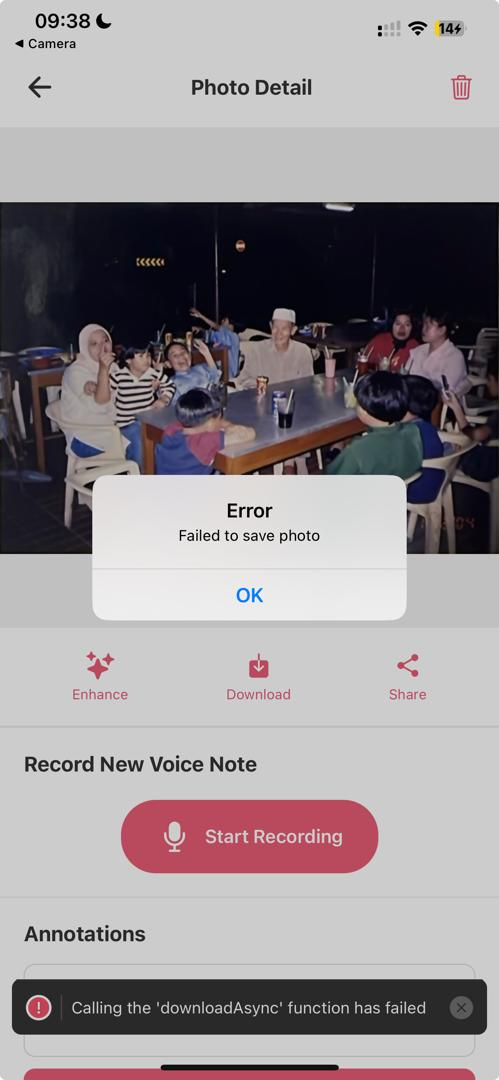 09:38
14
◀ Camera
Photo Detail
Error
Failed to save photo
OK
Enhance
Download
Share
Record New Voice Note
Start Recording
Annotations
Calling the 'downloadAsync' function has failed